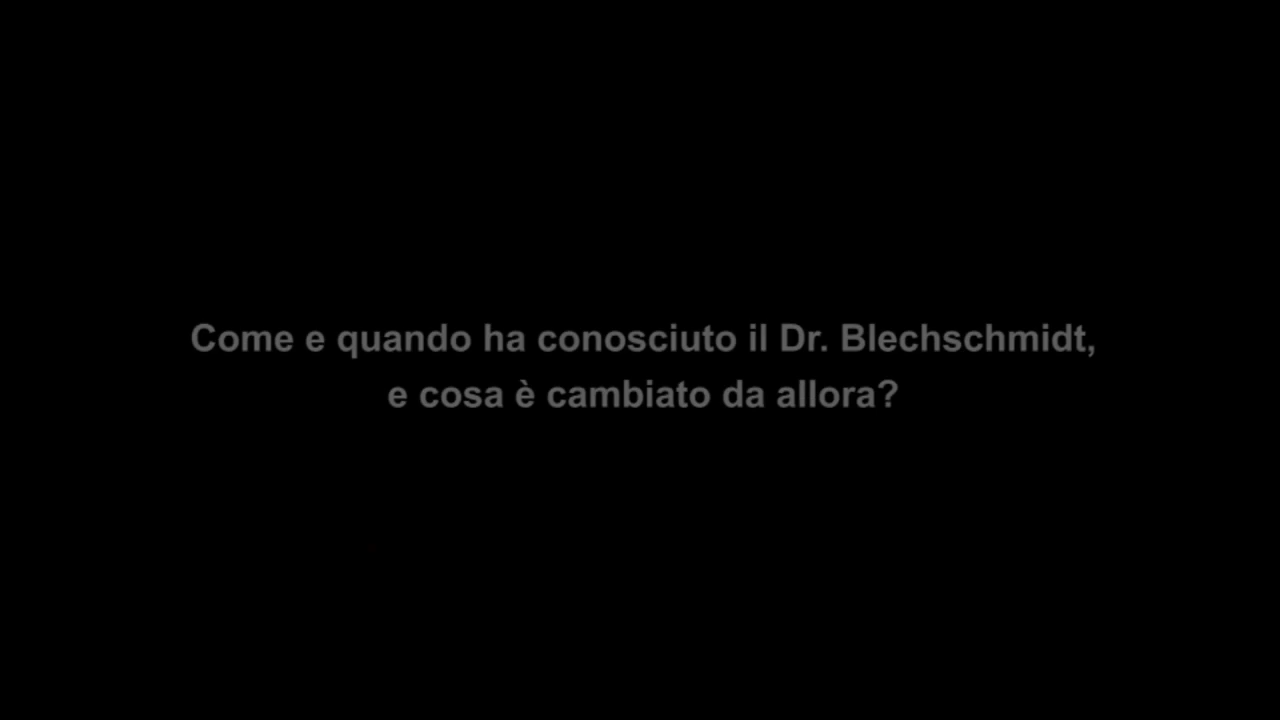 Come e quando ha conosciuto il Dr. Blechschmidt,
e cosa è cambiato da allora?